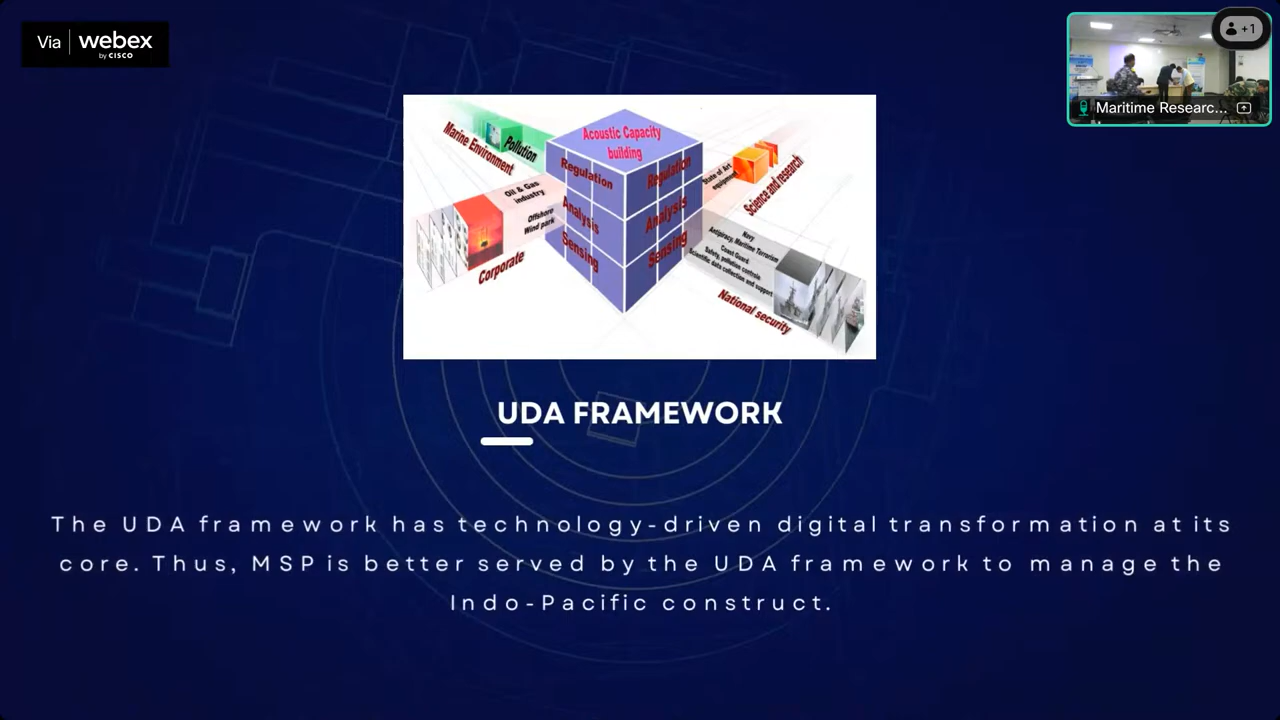 Via webex
by CISCO
+1
Maritime Researc...
Acoustic Capacity
building
Marine Environment
Pollution
Regulation
Regulation
Analysis
Analysis
Sensing
Sensing
Oil & Gas
industry
Offshore
Wind park
Corporate
State of Art
equipment
Science and research
Navy
Antipiracy, Maritime Terrorism
Coast Guard
Safety, pollution controle
Scientific data collection and support
National security
UDA FRAMEWORK
The UDA framework has technology-driven digital transformation at its
core. Thus, MSP is better served by the UDA framework to manage the
Indo-Pacific construct.